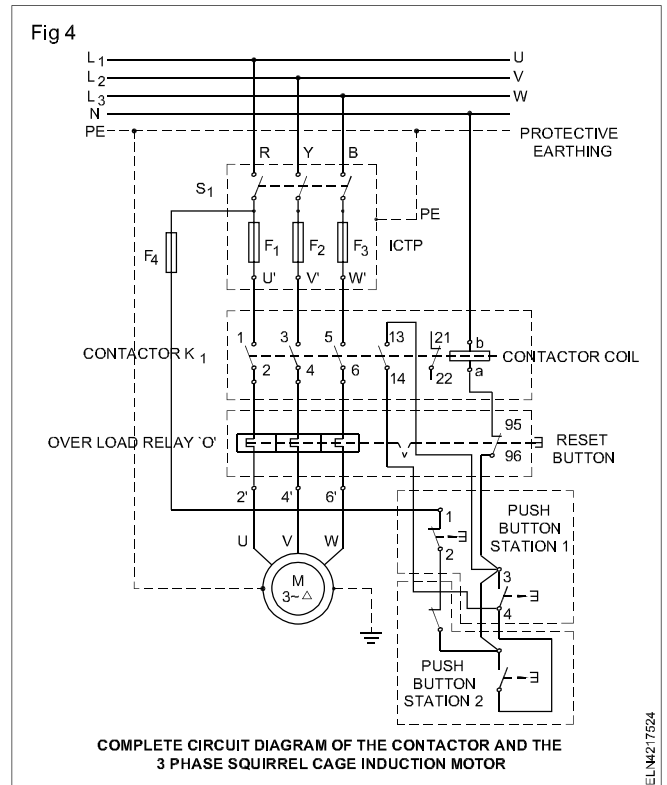 Fig 4
L1 U
L2 V
L3 W
N
PE PROTECTIVE
EARTHING
R Y B
S1
PE
F4 F1 F2 F3 ICTP
U' V' W'
1 3 5 13 21 b
CONTACTOR K1 CONTACTOR COIL
2 4 6 14 22 a
95
OVER LOAD RELAY `O' RESET
BUTTON
96
2' 4' 6'
1 PUSH
BUTTON
STATION 1
U V W
2
3
M
3~ △
4
PUSH
BUTTON
STATION 2
COMPLETE CIRCUIT DIAGRAM OF THE CONTACTOR AND THE
3 PHASE SQUIRREL CAGE INDUCTION MOTOR
ELN4217524